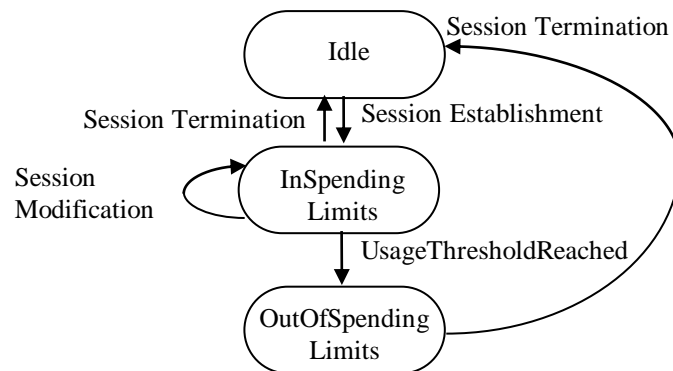 Session Termination
Idle
Session Termination
Session Establishment
InSpending
Limits
Session
Modification
UsageThresholdReached
OutOfSpending
Limits